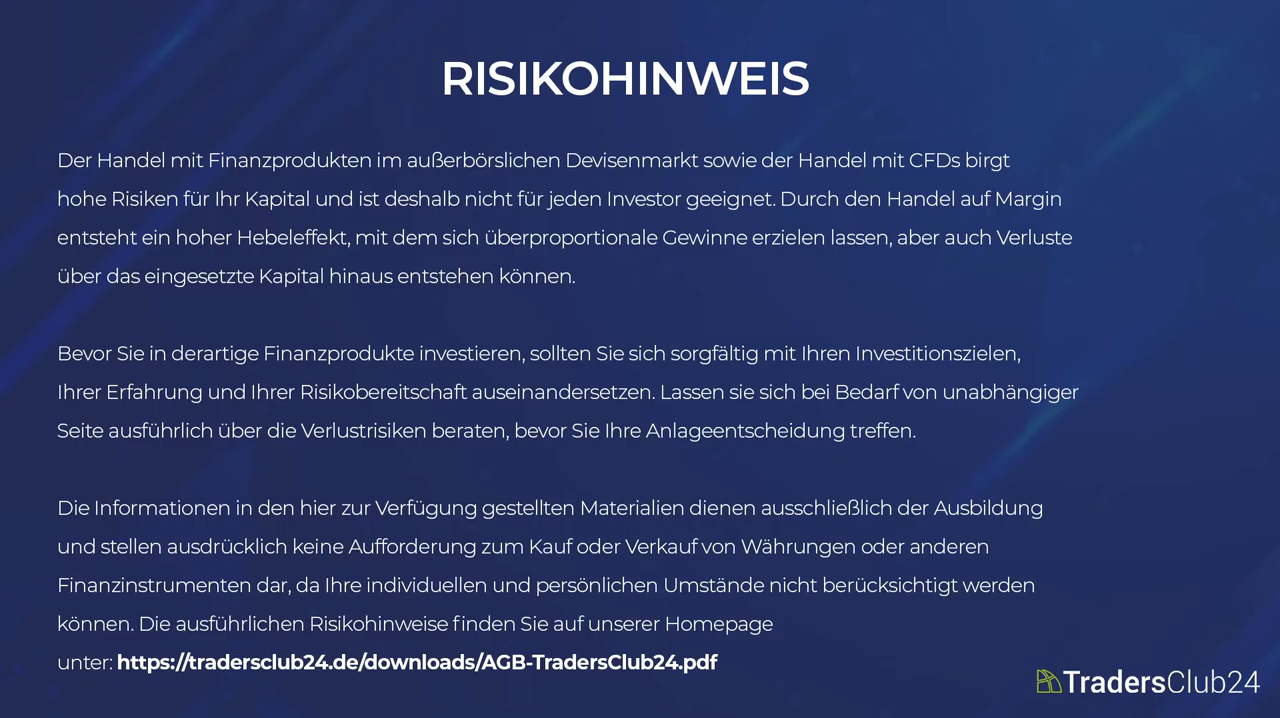 RISIKOHINWEIS
Der Handel mit Finanzprodukten im außerbörslichen Devisenmarkt sowie der Handel mit CFDs birgt
hohe Risiken für Ihr Kapital und ist deshalb nicht für jeden Investor geeignet. Durch den Handel auf Margin
entsteht ein hoher Hebeleffekt, mit dem sich überproportionale Gewinne erzielen lassen, aber auch Verluste
über das eingesetzte Kapital hinaus entstehen können.
Bevor Sie in derartige Finanzprodukte investieren, sollten Sie sich sorgfältig mit Ihren Investitionszielen,
Ihrer Erfahrung und Ihrer Risikobereitschaft auseinandersetzen. Lassen sie sich bei Bedarf von unabhängiger
Seite ausführlich über die Verlustrisiken beraten, bevor Sie Ihre Anlageentscheidung treffen.
Die Informationen in den hier zur Verfügung gestellten Materialien dienen ausschließlich der Ausbildung
und stellen ausdrücklich keine Aufforderung zum Kauf oder Verkauf von Währungen oder anderen
Finanzinstrumenten dar, da Ihre individuellen und persönlichen Umstände nicht berücksichtigt werden
können. Die ausführlichen Risikohinweise finden Sie auf unserer Homepage
unter: https://tradersclub24.de/downloads/AGB-TradersClub24.pdf
TradersClub24